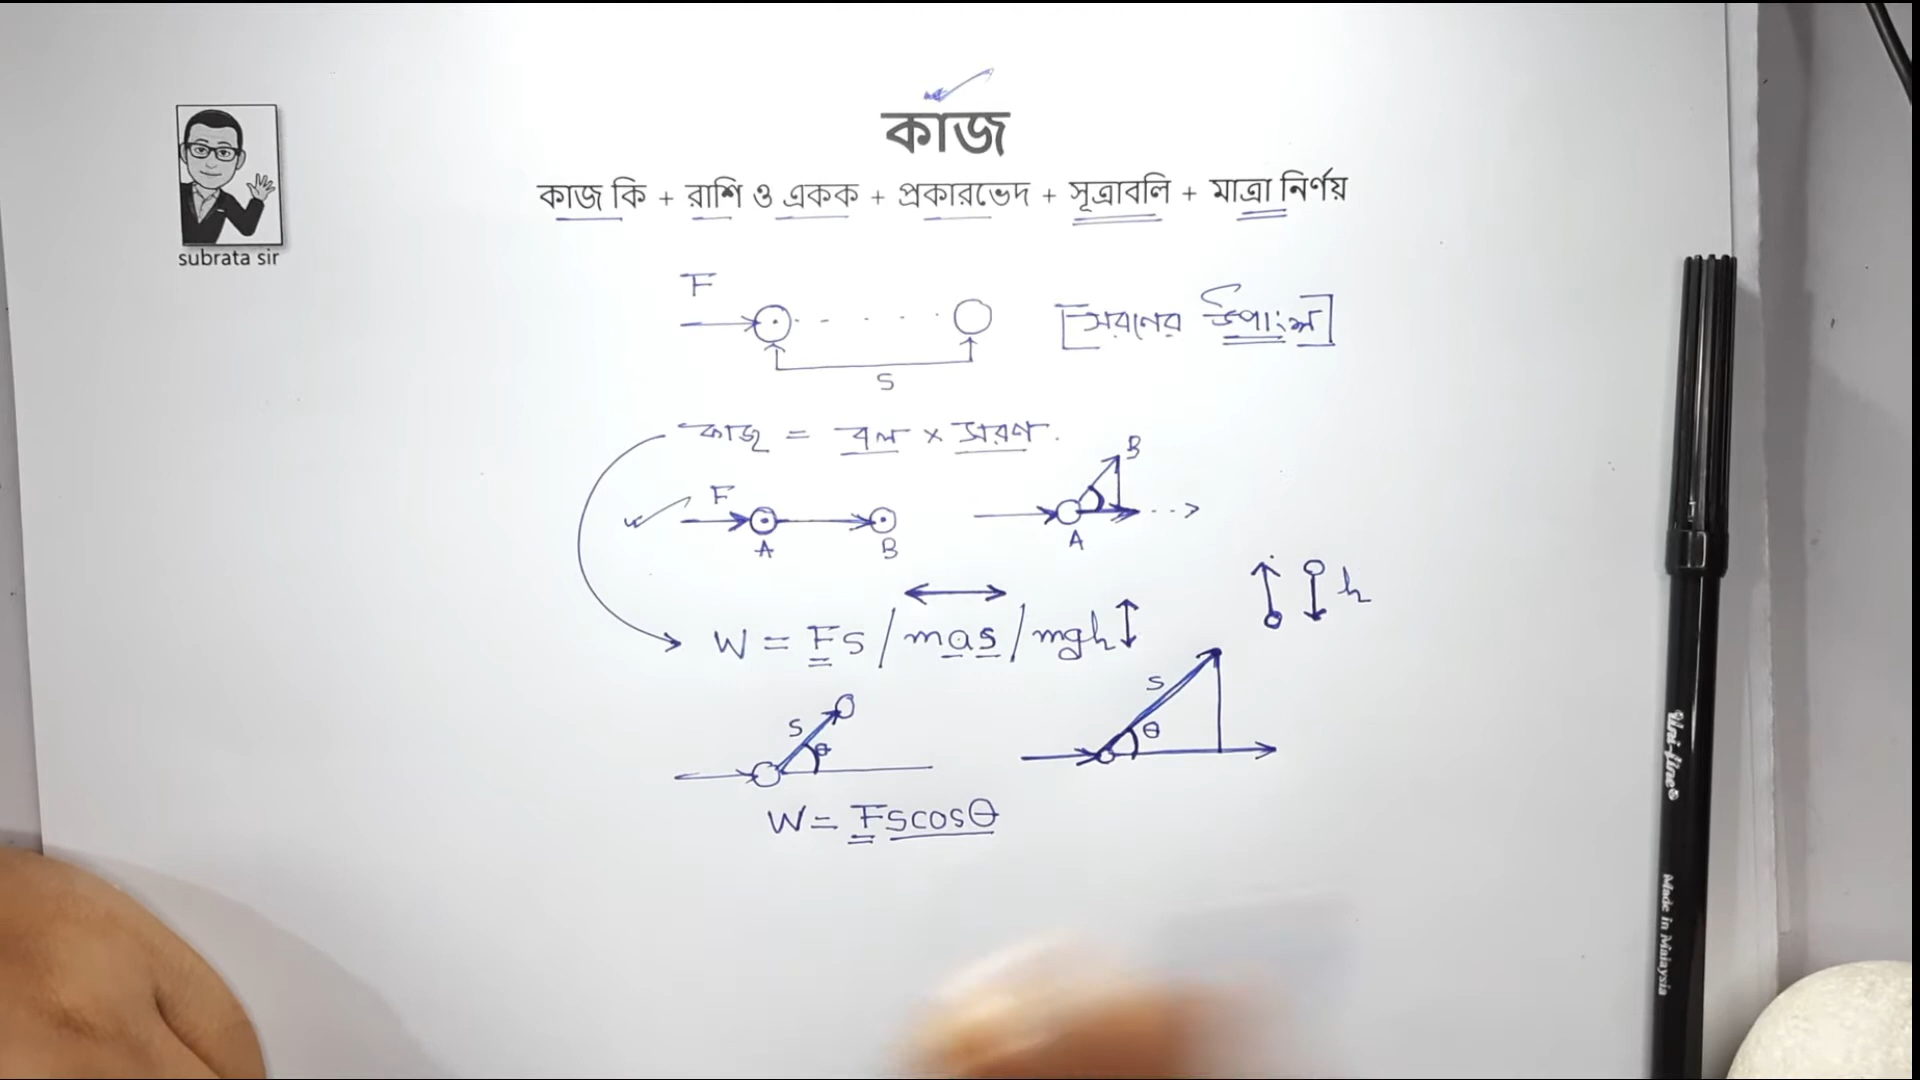 কাজ
কাজ কি + রাশি ও একক + প্রকারভেদ + সূত্রাবলি + মাত্রা নির্ণয়
subrata sir
F
[সরণের উপাংশ]
S
কাজ = বল × সরণ.
B
F
A
B
A
h
W = Fs / mas / mgh
S
θ
S
θ
W = Fscosθ
Uni-fine
Made in Malaysia